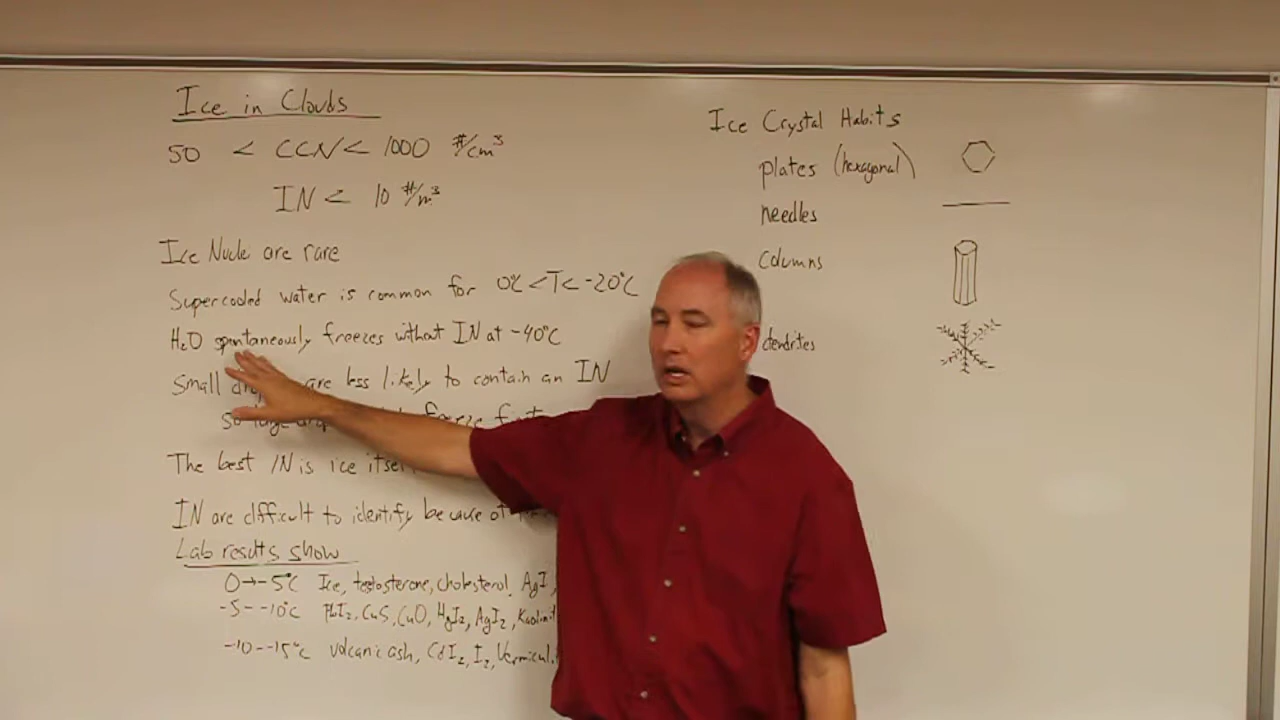 Ice in Clouds
50 < CCN < 1000 #/cm³
IN < 10 #/m³
Ice Nuclei are rare
Supercooled water is common for 0°C < T < -20°C
H₂O spontaneously freezes without IN at -40°C
Small are less likely to contain an IN
so large freeze
The best IN is ice
IN are difficult to identify because of
Lab results show
0→-5°C Ice, testosterone, cholesterol, AgI,
-5--10°C PbI₂, CuS, CuO, HgI₂, AgI₂,
-10--15°C volcanic ash, CdI₂, I₂,
Ice Crystal Habits
plates (hexagonal)
needles
columns
dendrites